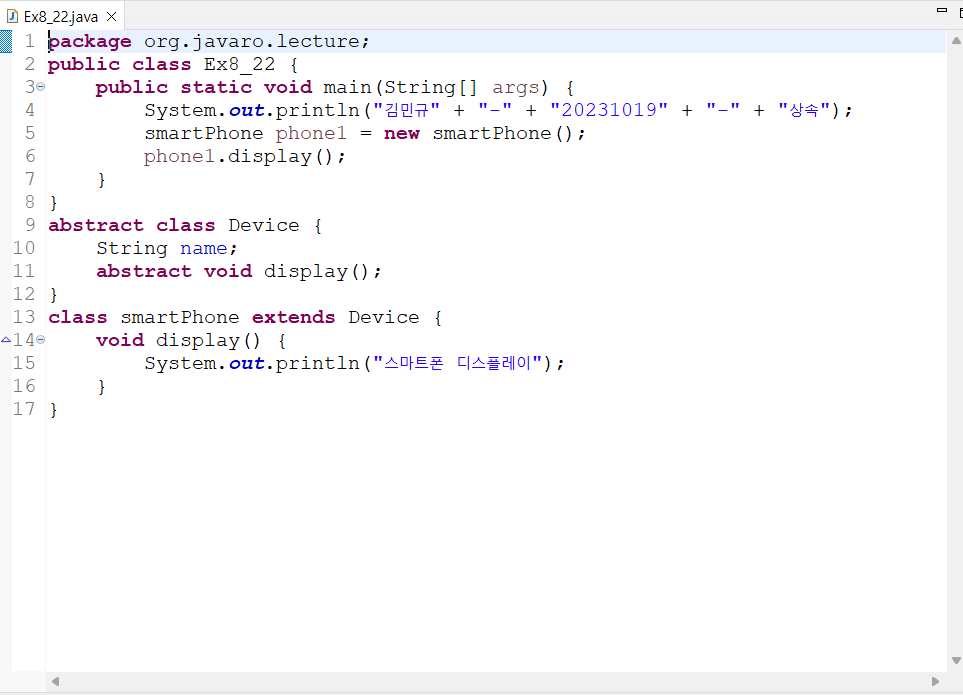 Ex8_22.java
1 package org.javaro.lecture;
2 public class Ex8_22 {
3 public static void main(String[] args) {
4 System.out.println("김민규" + "-" + "20231019" + "-" + "상속");
5 smartPhone phone1 = new smartPhone();
6 phone1.display();
7 }
8 }
9 abstract class Device {
10 String name;
11 abstract void display();
12 }
13 class smartPhone extends Device {
14 void display() {
15 System.out.println("스마트폰 디스플레이");
16 }
17 }